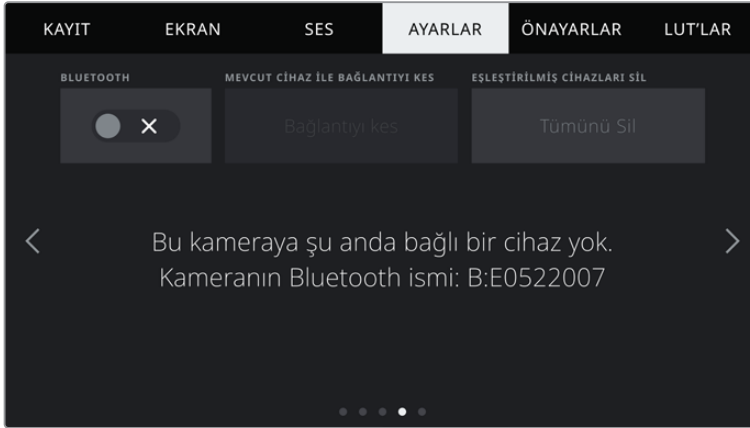 KAYIT EKRAN SES AYARLAR ÖNAYARLAR LUT’LAR
BLUETOOTH MEVCUT CİHAZ İLE BAĞLANTIYI KES EŞLEŞTİRİLMİŞ CİHAZLARI SİL
Bağlantıyı kes Tümünü Sil
Bu kameraya şu anda bağlı bir cihaz yok.
Kameranın Bluetooth ismi: B:E0522007